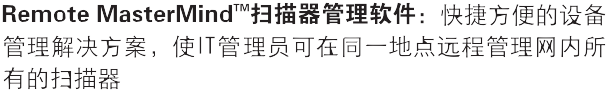 Remote MasterMind™扫描器管理软件：快捷方便的设备
管理解决方案，使IT管理员可在同一地点远程管理网内所
有的扫描器